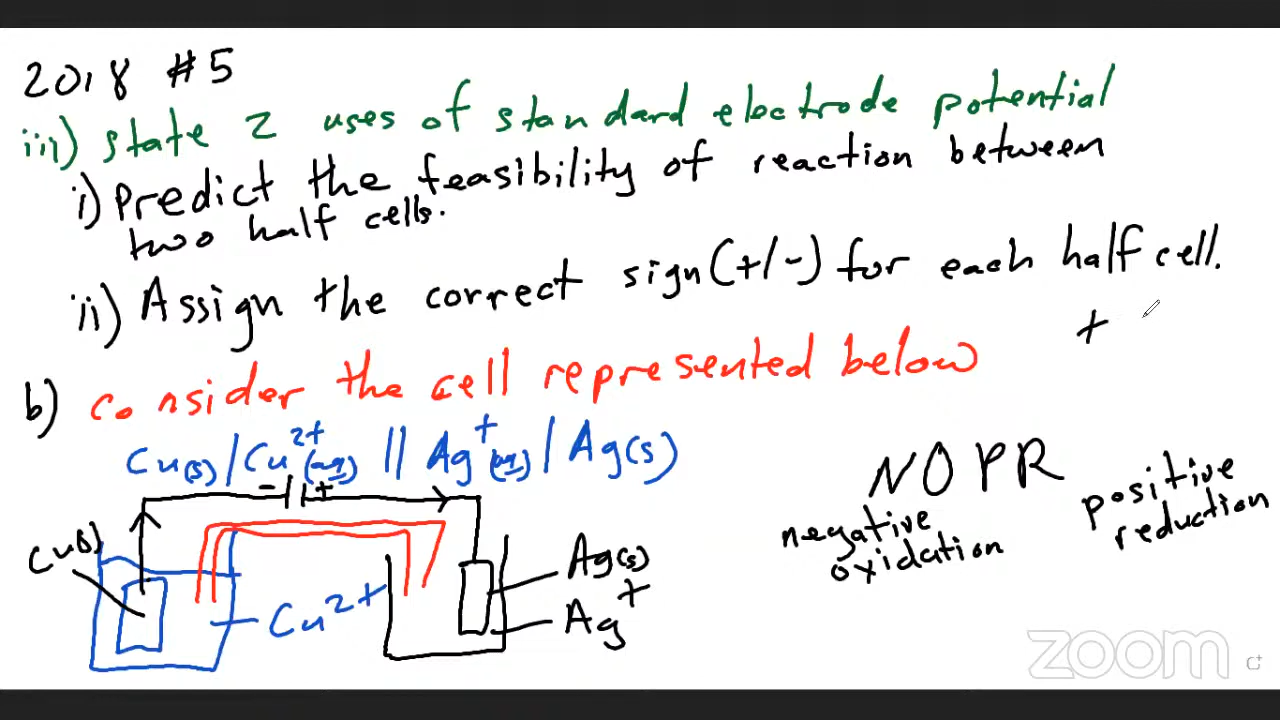 2018 #5
iii) state 2 uses of standard electrode potential
i) Predict the feasibility of reaction between
two half cells.
ii) Assign the correct sign (+/-) for each half cell.
+
b) consider the cell represented below
Cu(s)/Cu²⁺(aq) // Ag⁺(aq)/Ag(s)
- +
NOPR
negative
oxidation
positive
reduction
Cu(s)
Cu²⁺
Ag(s)
Ag⁺
zoom